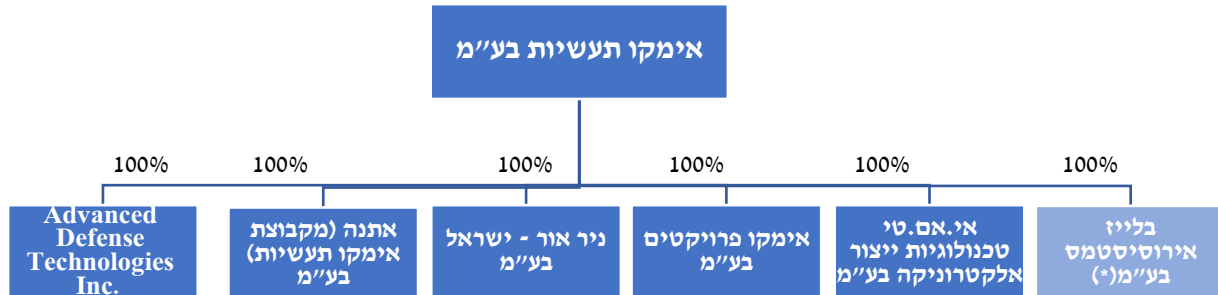 אימקו תעשיות בע"מ
100%
100%
100%
100%
100%
100%
בלייז
אירוסיסטמס
בע"מ(*)
אי.אם.טי
טכנולוגיות ייצור
אלקטרוניקה בע"מ
אימקו פרויקטים
בע"מ
ניר אור - ישראל
בע"מ
אתנה (מקבוצת
אימקו תעשיות)
בע"מ
Advanced
Defense
Technologies
Inc.